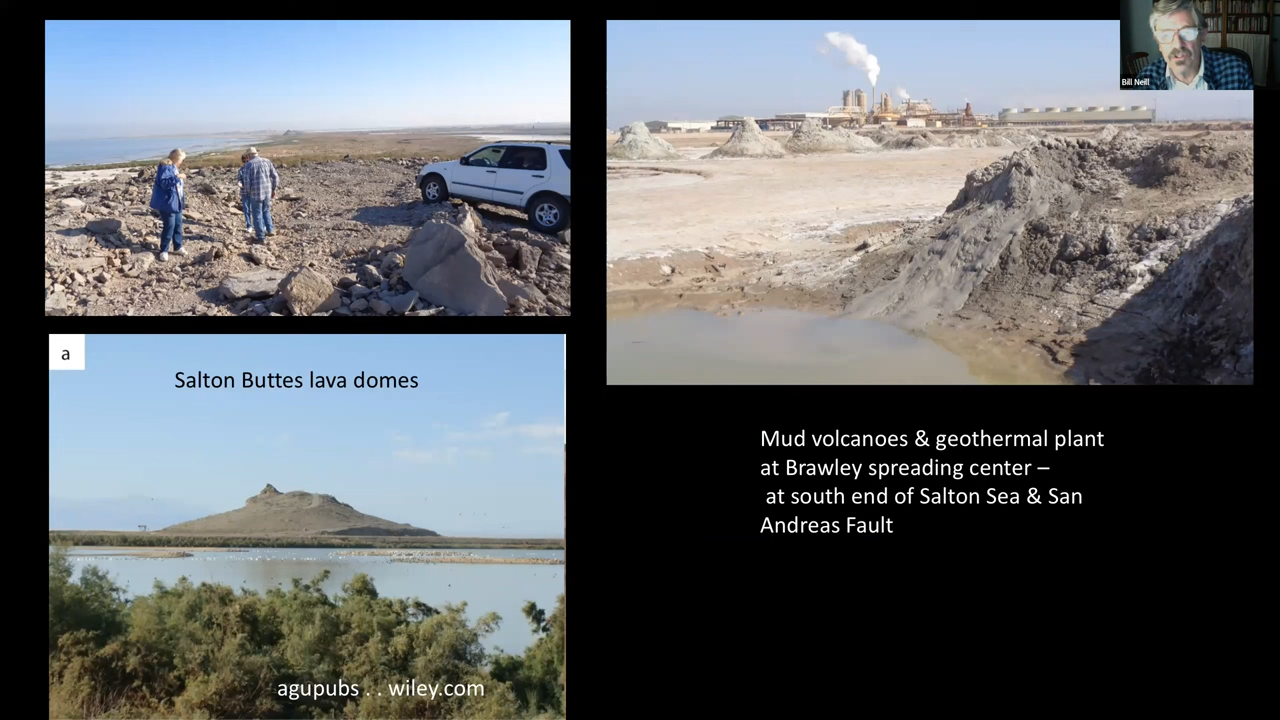 Bill Neill
a
Salton Buttes lava domes
agupubs . . wiley.com
Mud volcanoes & geothermal plant
at Brawley spreading center –
at south end of Salton Sea & San
Andreas Fault